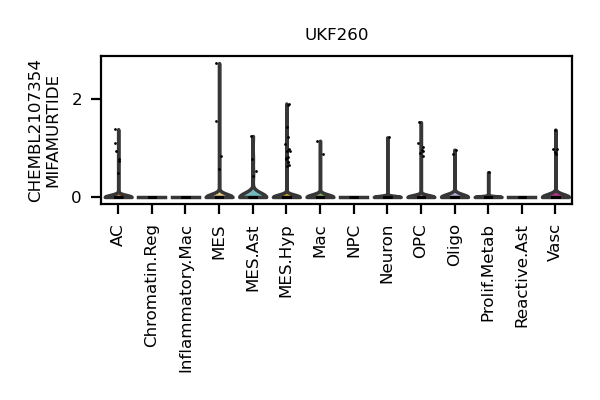 UKF260
CHEMBL2107354
MIFAMURTIDE
2
0
AC
Chromatin.Reg
Inflammatory.Mac
MES
MES.Ast
MES.Hyp
Mac
NPC
Neuron
OPC
Oligo
Prolif.Metab
Reactive.Ast
Vasc